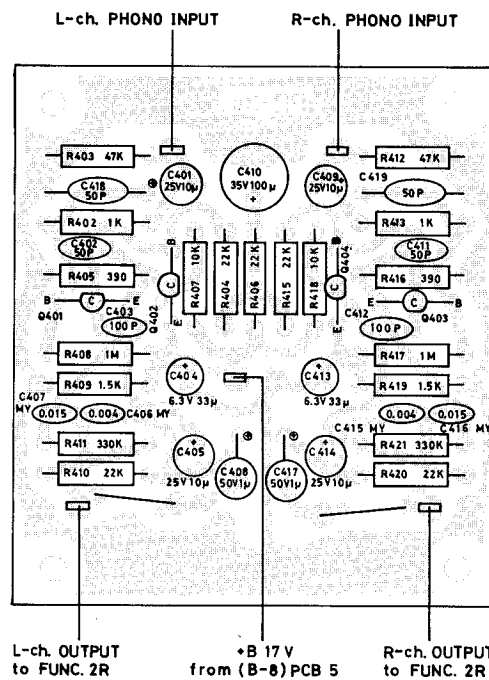 L-ch. PHONO INPUT
R-ch. PHONO INPUT
R403 47K
C418
50P
R402 1K
C402
50P
R405 390
B C E
Q401
C403
100P
R408 1M
R409 1.5K
C407
MY
0.015
0.004
C406 MY
R411 330K
R410 22K
C401
25V10μ
C410
35V100μ
+
C409
25V10μ
B
C
E
Q402
R407 10K
R404 22K
R406 22K
R415 22K
R418 10K
B
C
E
Q404
+
C404
6.3V 33μ
+
C413
6.3V 33μ
+
C405
25V10μ
C408
50V1μ
C417
50V1μ
+
C414
25V10μ
R412 47K
C419
50P
R413 1K
C411
50P
R416 390
E C B
Q403
C412
100P
R417 1M
R419 1.5K
0.004
0.015
C415 MY
C416 MY
R421 330K
R420 22K
L-ch. OUTPUT
to FUNC. 2R
+B 17V
from (B-8) PCB 5
R-ch. OUTPUT
to FUNC. 2R